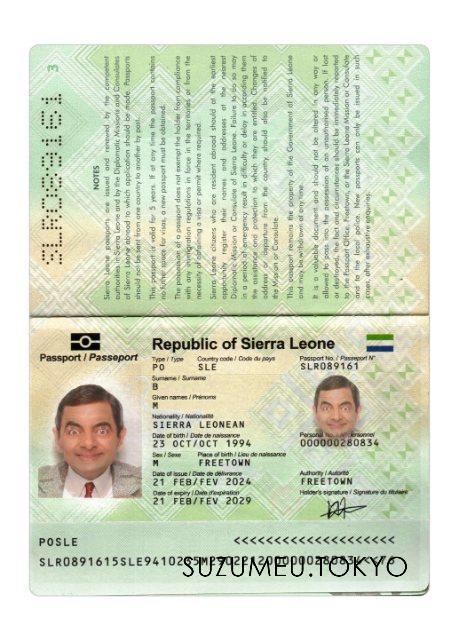 SLR089161
3
NOTES
Sierra Leone passports are issued and renewed by the competent
authorities in Sierra Leone and by the Diplomatic Missions and Consulates
of Sierra Leone abroad to whom application should be made. Passports
should not be sent from one country to another by post.
This passport is valid for 5 years. If at any time the passport contains
no further space for visas, a new passport must be obtained.
The possession of a passport does not exempt the holder from compliance
with any immigration regulations in force in the territories or from the
necessity of obtaining a visa or permit where required.
Sierra Leone citizens who are resident abroad should at the earliest
opportunity register their names and addresses at the nearest
Diplomatic Mission or Consulate of Sierra Leone. Failure to do so may
in a period of emergency result in difficulty or delay in according them
the assistance and protection to which they are entitled. Changes of
address or departure from the country should also be notified to
the Mission or Consulate.
This passport remains the property of the Government of Sierra Leone
and may be withdrawn at any time.
It is a valuable document and should not be altered in any way or
allowed to pass into the possession of an unauthorised person. If lost
or destroyed, the fact and circumstances should be immediately reported
to the Passport Office, Freetown, or the Sierra Leone Mission or Consulate
and to the local police. New passports can only be issued in such
cases after exhaustive enquiries.
Republic of Sierra Leone
Passport / Passeport
Type / Type Country code / Code du pays Passport No. / Passeport N°
PO SLE SLR089161
Surname / Surname
B
Given names / Prénoms
M
Nationality / Nationalité
SIERRA LEONEAN
Date of birth / Date de naissance Personal No.
23 OCT/OCT 1994 000000280834
Sex / Sexe Place of birth / Lieu de naissance
M FREETOWN
Date of issue / Date de délivrance Authority / Autorité
21 FEB/FEV 2024 FREETOWN
Date of expiry / Date d'expiration Holder's signature / Signature du titulaire
21 FEB/FEV 2029
POSLE <<<<<<<<<<<<<<<<<<<<<
SUZUMEU.TOKYO